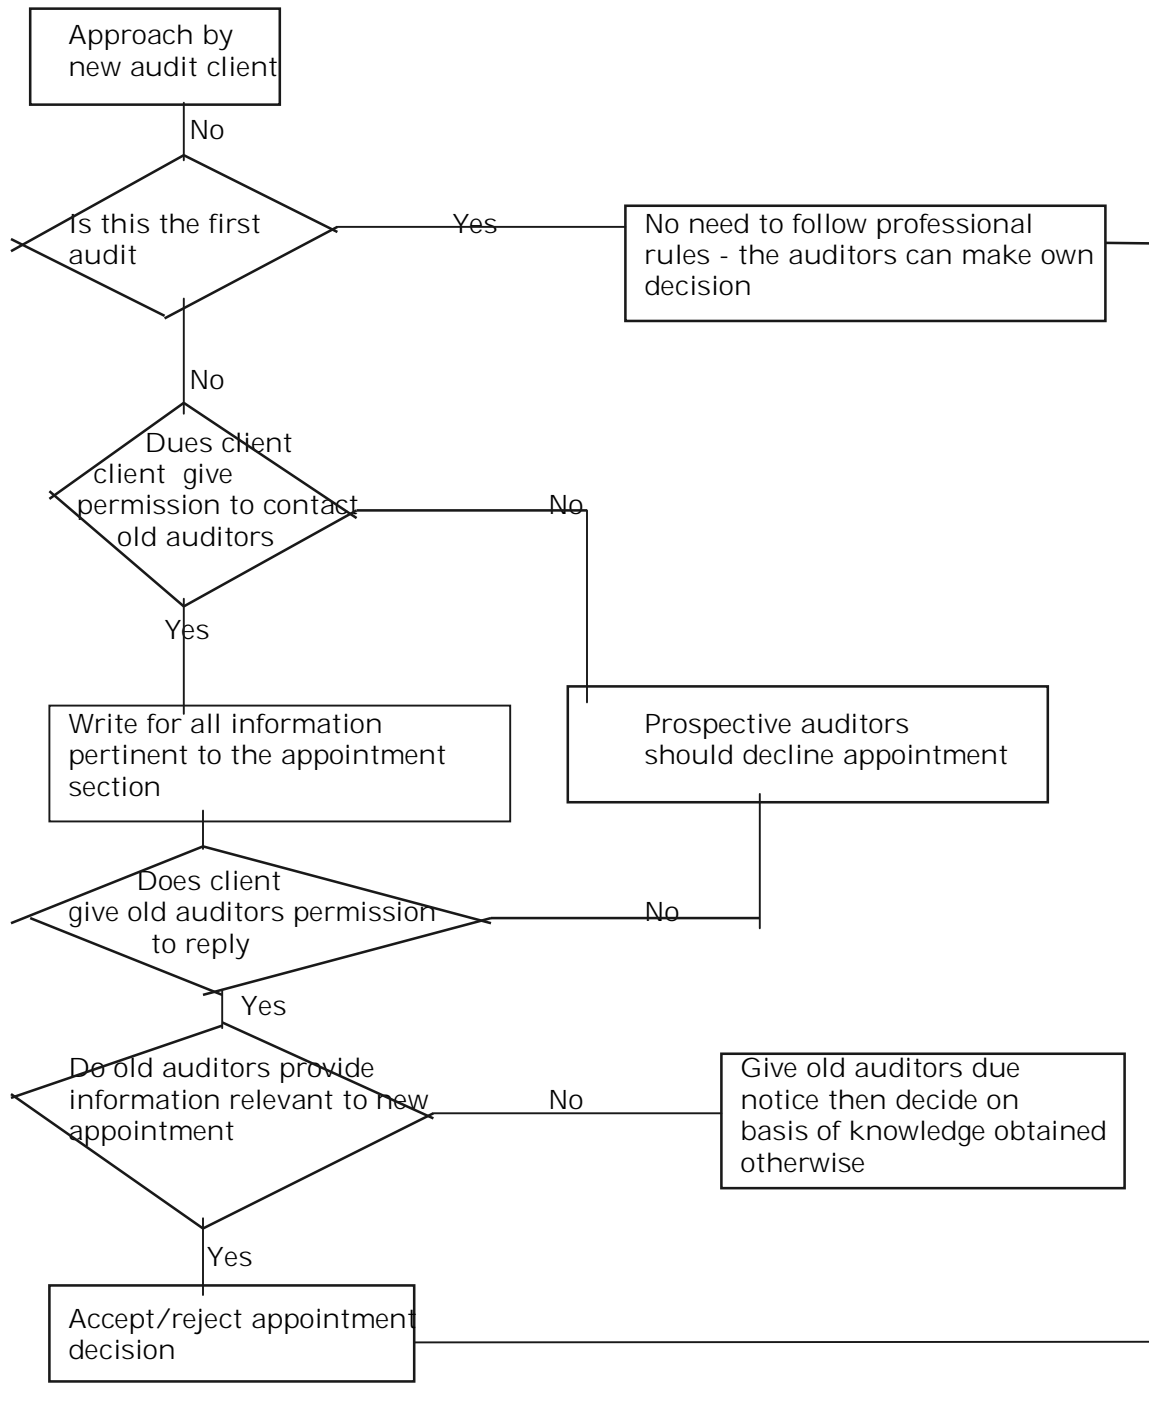 Approach by
new audit client
No
Is this the first
audit
Yes
No need to follow professional
rules - the auditors can make own
decision
No
Dues client
client give
permission to contact
old auditors
No
Yes
Write for all information
pertinent to the appointment
section
Prospective auditors
should decline appointment
Does client
give old auditors permission
to reply
No
Yes
Do old auditors provide
information relevant to new
appointment
No
Give old auditors due
notice then decide on
basis of knowledge obtained
otherwise
Yes
Accept/reject appointment
decision